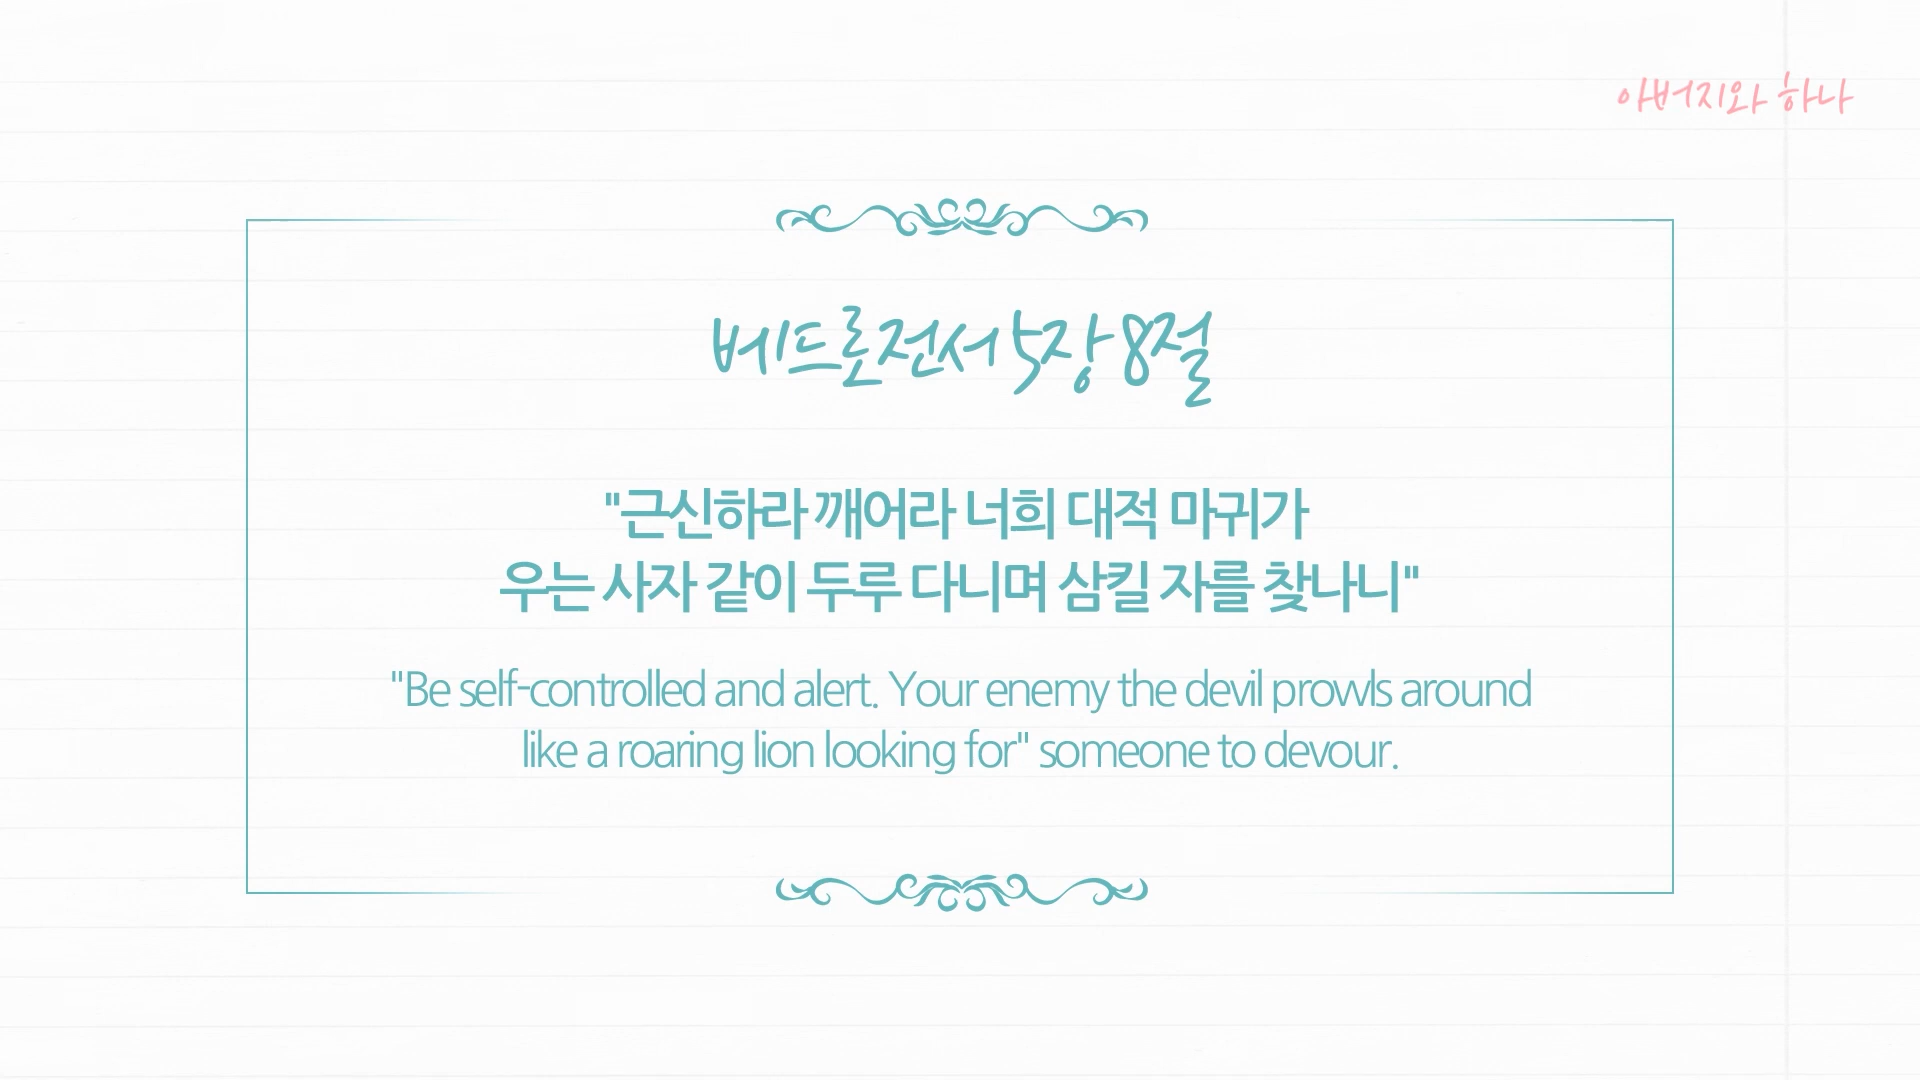 아버지와 하나
베드로전서 5장 8절
"근신하라 깨어라 너희 대적 마귀가
우는 사자 같이 두루 다니며 삼킬 자를 찾나니"
"Be self-controlled and alert. Your enemy the devil prowls around
like a roaring lion looking for" someone to devour.